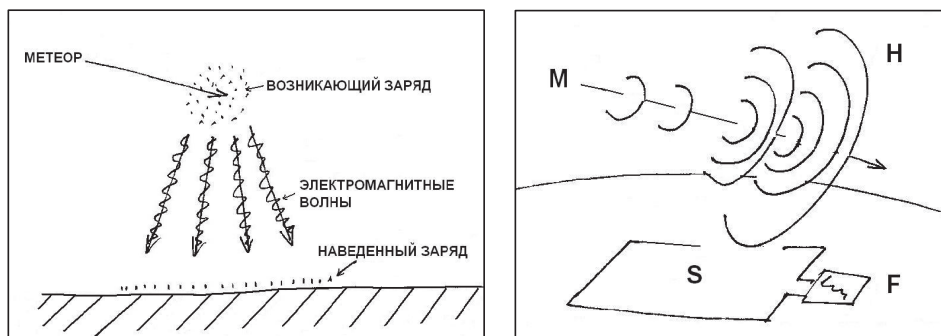 МЕТЕОР
ВОЗНИКАЮЩИЙ ЗАРЯД
ЭЛЕКТРОМАГНИТНЫЕ
ВОЛНЫ
НАВЕДЕННЫЙ ЗАРЯД
M
H
S
F